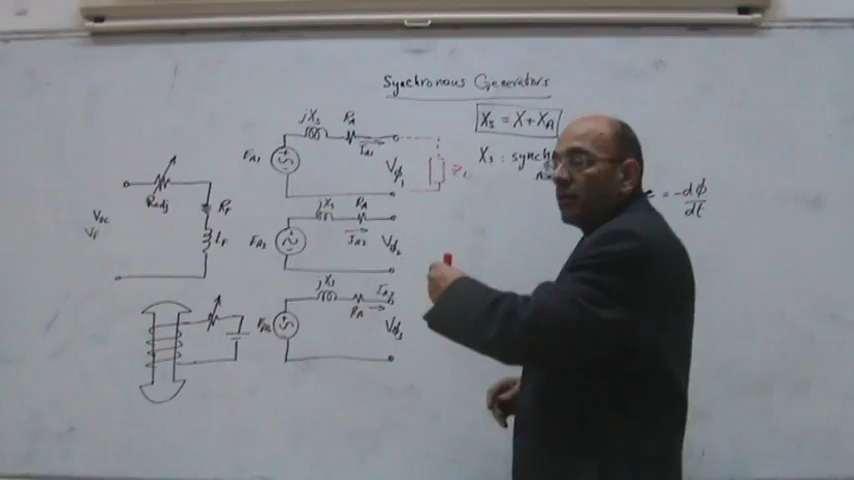 Synchronous Generators
Xs = X + XA
Xs : synch
e = -dφ
dt
jXs RA
IA1
EA1
Vφ1
Z1
jXs RA
IA2
EA2
Vφ2
jXs
IA3
RA
EA3
Vφ3
Radj
RF
LF
VDC
VF